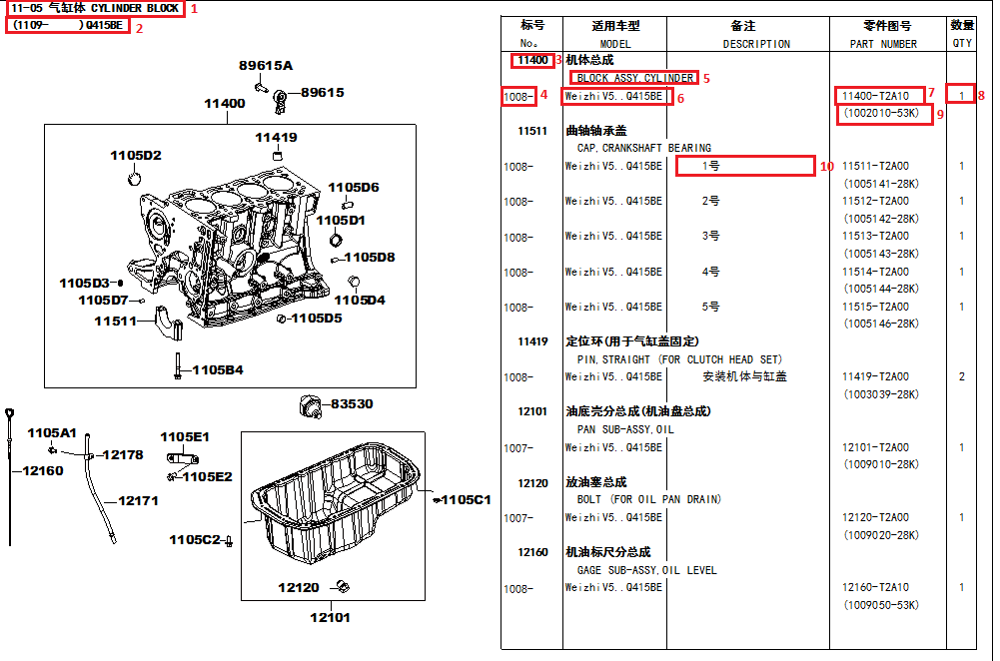 11-05 气缸体 CYLINDER BLOCK 1
(1109- )Q415BE 2
89615A
89615
11400
11419
1105D2
1105D6
1105D1
1105D8
1105D3
1105D7
1105D4
11511
1105D5
1105B4
83530
1105A1
12178
12160
12171
1105E1
1105E2
1105C1
1105C2
12120
12101
标号 适用车型 备注 零件图号 数量
No。 MODEL DESCRIPTION PART NUMBER QTY
11400 3 机体总成
BLOCK ASSY,CYLINDER 5
1008- 4 WeizhiV5..Q415BE 6 11400-T2A10 7 1 8
(1002010-53K) 9
11511 曲轴轴承盖
CAP,CRANKSHAFT BEARING
1008- WeizhiV5..Q415BE 1号 10 11511-T2A00 1
(1005141-28K)
1008- WeizhiV5..Q415BE 2号 11512-T2A00 1
(1005142-28K)
1008- WeizhiV5..Q415BE 3号 11513-T2A00 1
(1005143-28K)
1008- WeizhiV5..Q415BE 4号 11514-T2A00 1
(1005144-28K)
1008- WeizhiV5..Q415BE 5号 11515-T2A00 1
(1005146-28K)
11419 定位环(用于气缸盖固定)
PIN,STRAIGHT (FOR CLUTCH HEAD SET)
1008- WeizhiV5..Q415BE 安装机体与缸盖 11419-T2A00 2
(1003039-28K)
12101 油底壳分总成(机油盘总成)
PAN SUB-ASSY,OIL
1007- WeizhiV5..Q415BE 12101-T2A00 1
(1009010-28K)
12120 放油塞总成
BOLT (FOR OIL PAN DRAIN)
1007- WeizhiV5..Q415BE 12120-T2A00 1
(1009020-28K)
12160 机油标尺分总成
GAGE SUB-ASSY,OIL LEVEL
1008- WeizhiV5..Q415BE 12160-T2A10 1
(1009050-53K)